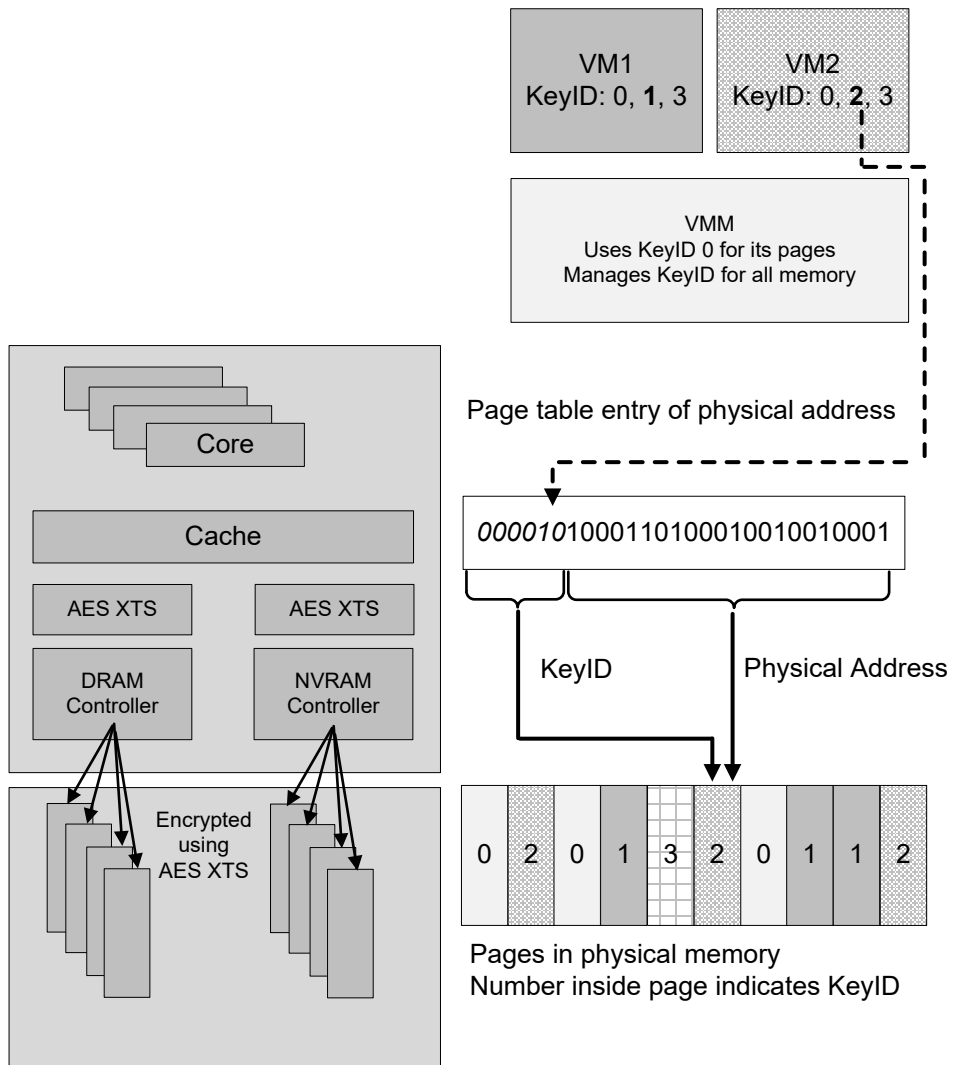 VM1
KeyID: 0, 1, 3
VM2
KeyID: 0, 2, 3
VMM
Uses KeyID 0 for its pages
Manages KeyID for all memory
Page table entry of physical address
00001010001101000100100100001
KeyID
Physical Address
Core
Cache
AES XTS
AES XTS
DRAM
Controller
NVRAM
Controller
Encrypted
using
AES XTS
0 2 0 1 3 2 0 1 1 2
Pages in physical memory
Number inside page indicates KeyID